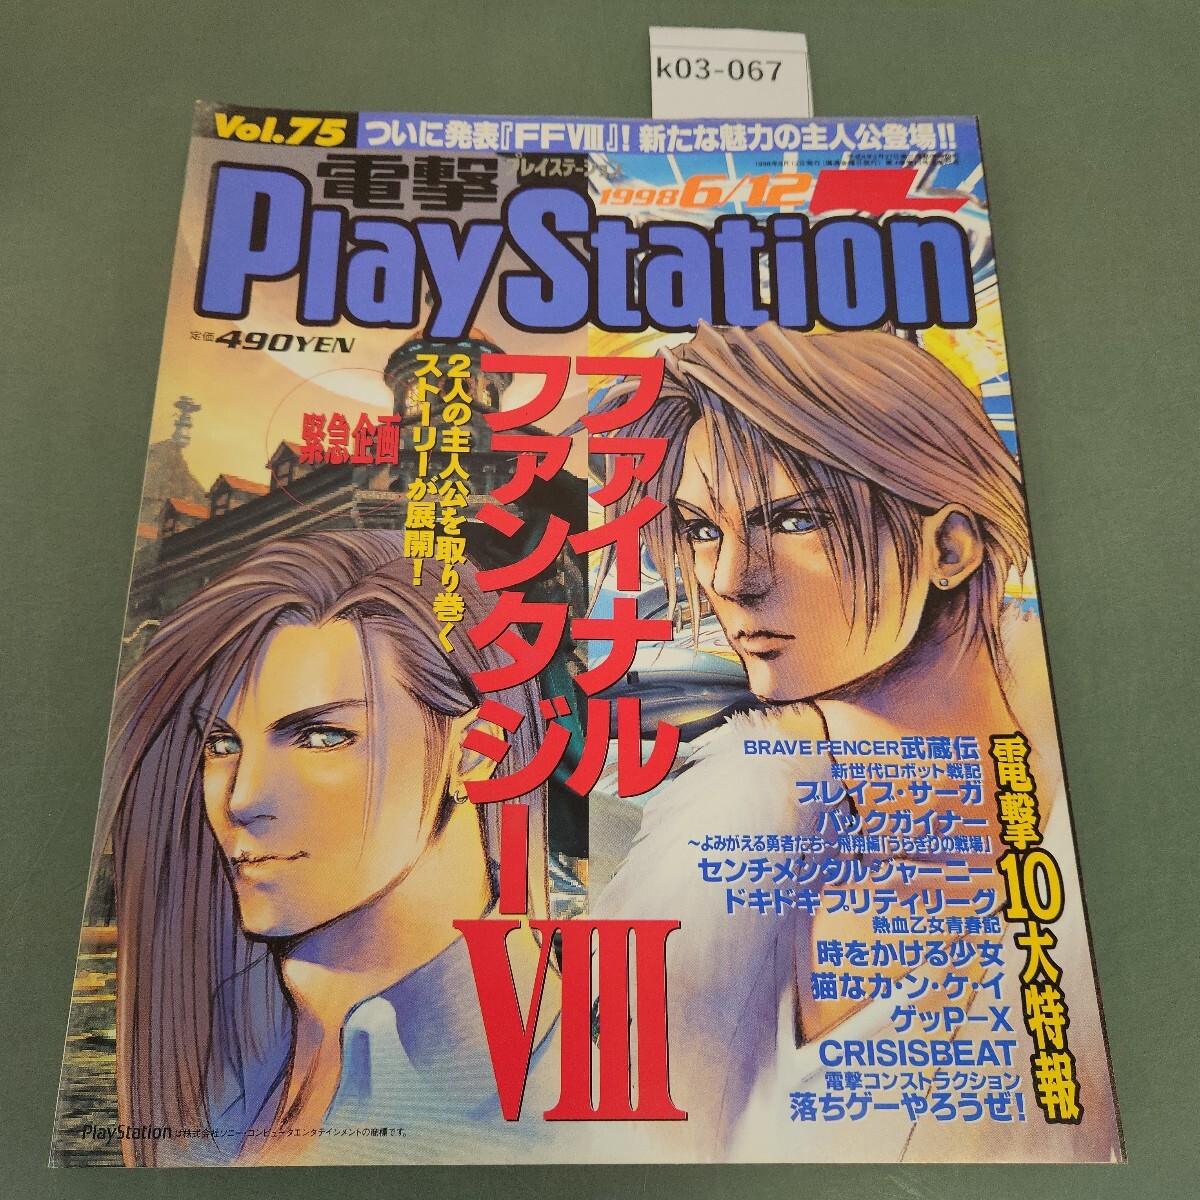 k03-067
Vol.75
ついに発表『FFⅧ』! 新たな魅力の主人公登場!!
電撃
プレイステーション
1998 6/12
PlayStation
定価490YEN
緊急企画
2人の主人公を取り巻く
ストーリーが展開!
ファイナル
ファンタジーⅧ
電撃10大特報
BRAVE FENCER 武蔵伝
新世代ロボット戦記
ブレイブ・サーガ
バックガイナー
〜よみがえる勇者たち〜飛翔編「うらぎりの戦場」
センチメンタルジャーニー
ドキドキプリティリーグ
熱血乙女青春記
時をかける少女
猫なカ・ン・ケ・イ
ゲッP-X
CRISISBEAT
電撃コンストラクション
落ちゲーやろうぜ!
PlayStationは株式会社ソニー・コンピュータエンタテインメントの商標です。